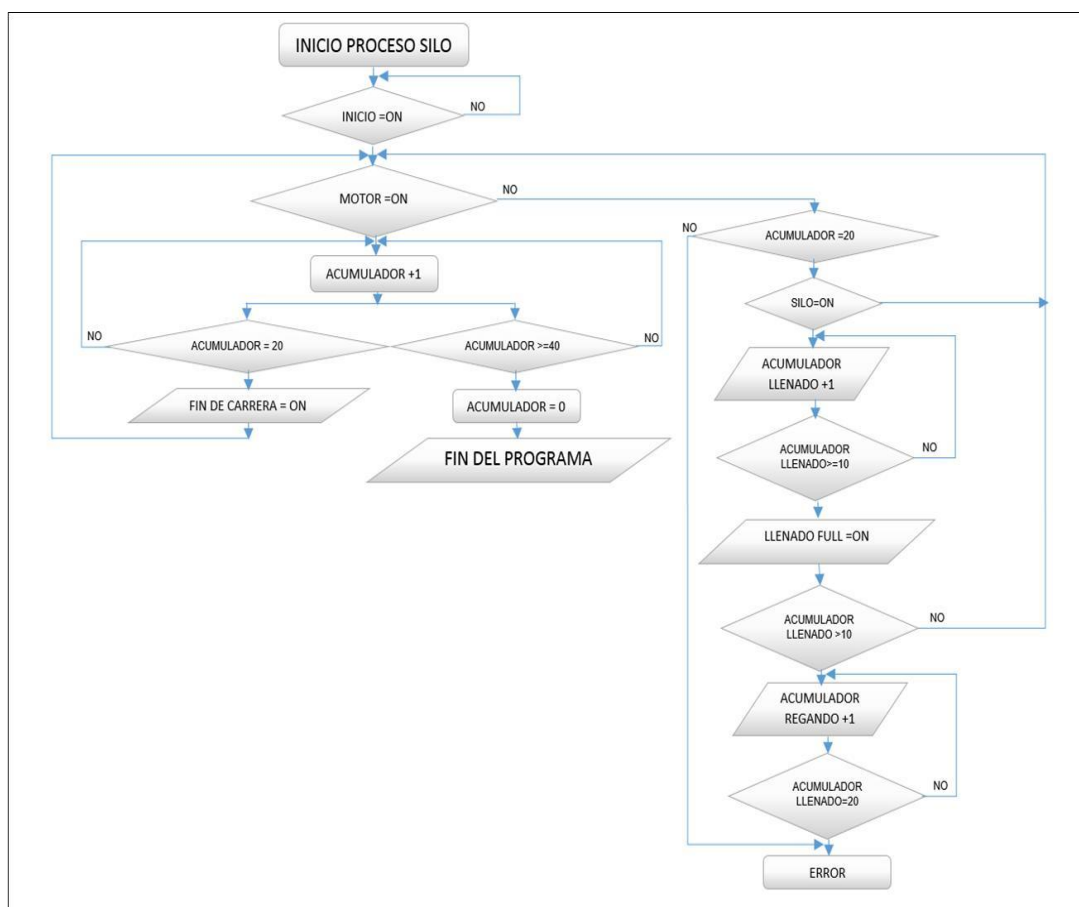 INICIO PROCESO SILO
INICIO =ON
NO
MOTOR =ON
NO
ACUMULADOR +1
ACUMULADOR = 20
NO
FIN DE CARRERA = ON
ACUMULADOR >=40
NO
ACUMULADOR = 0
FIN DEL PROGRAMA
ACUMULADOR =20
NO
SILO=ON
ACUMULADOR
LLENADO +1
ACUMULADOR
LLENADO>=10
NO
LLENADO FULL =ON
ACUMULADOR
LLENADO >10
NO
ACUMULADOR
REGANDO +1
ACUMULADOR
LLENADO=20
NO
ERROR